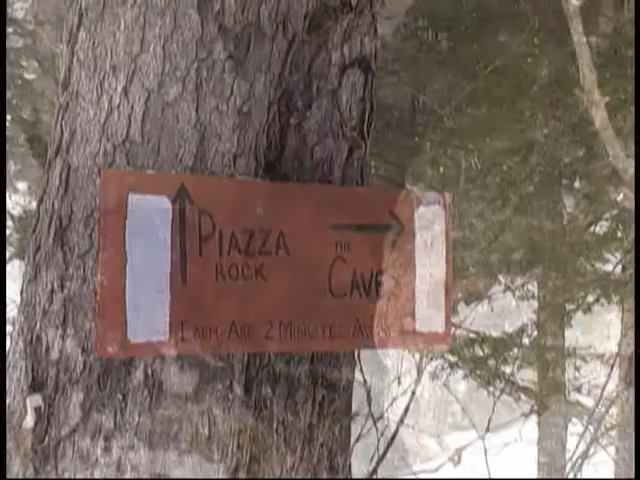 PIAZZA
ROCK
THE
CAVES
EACH ARE 2 MINUTES AWAY